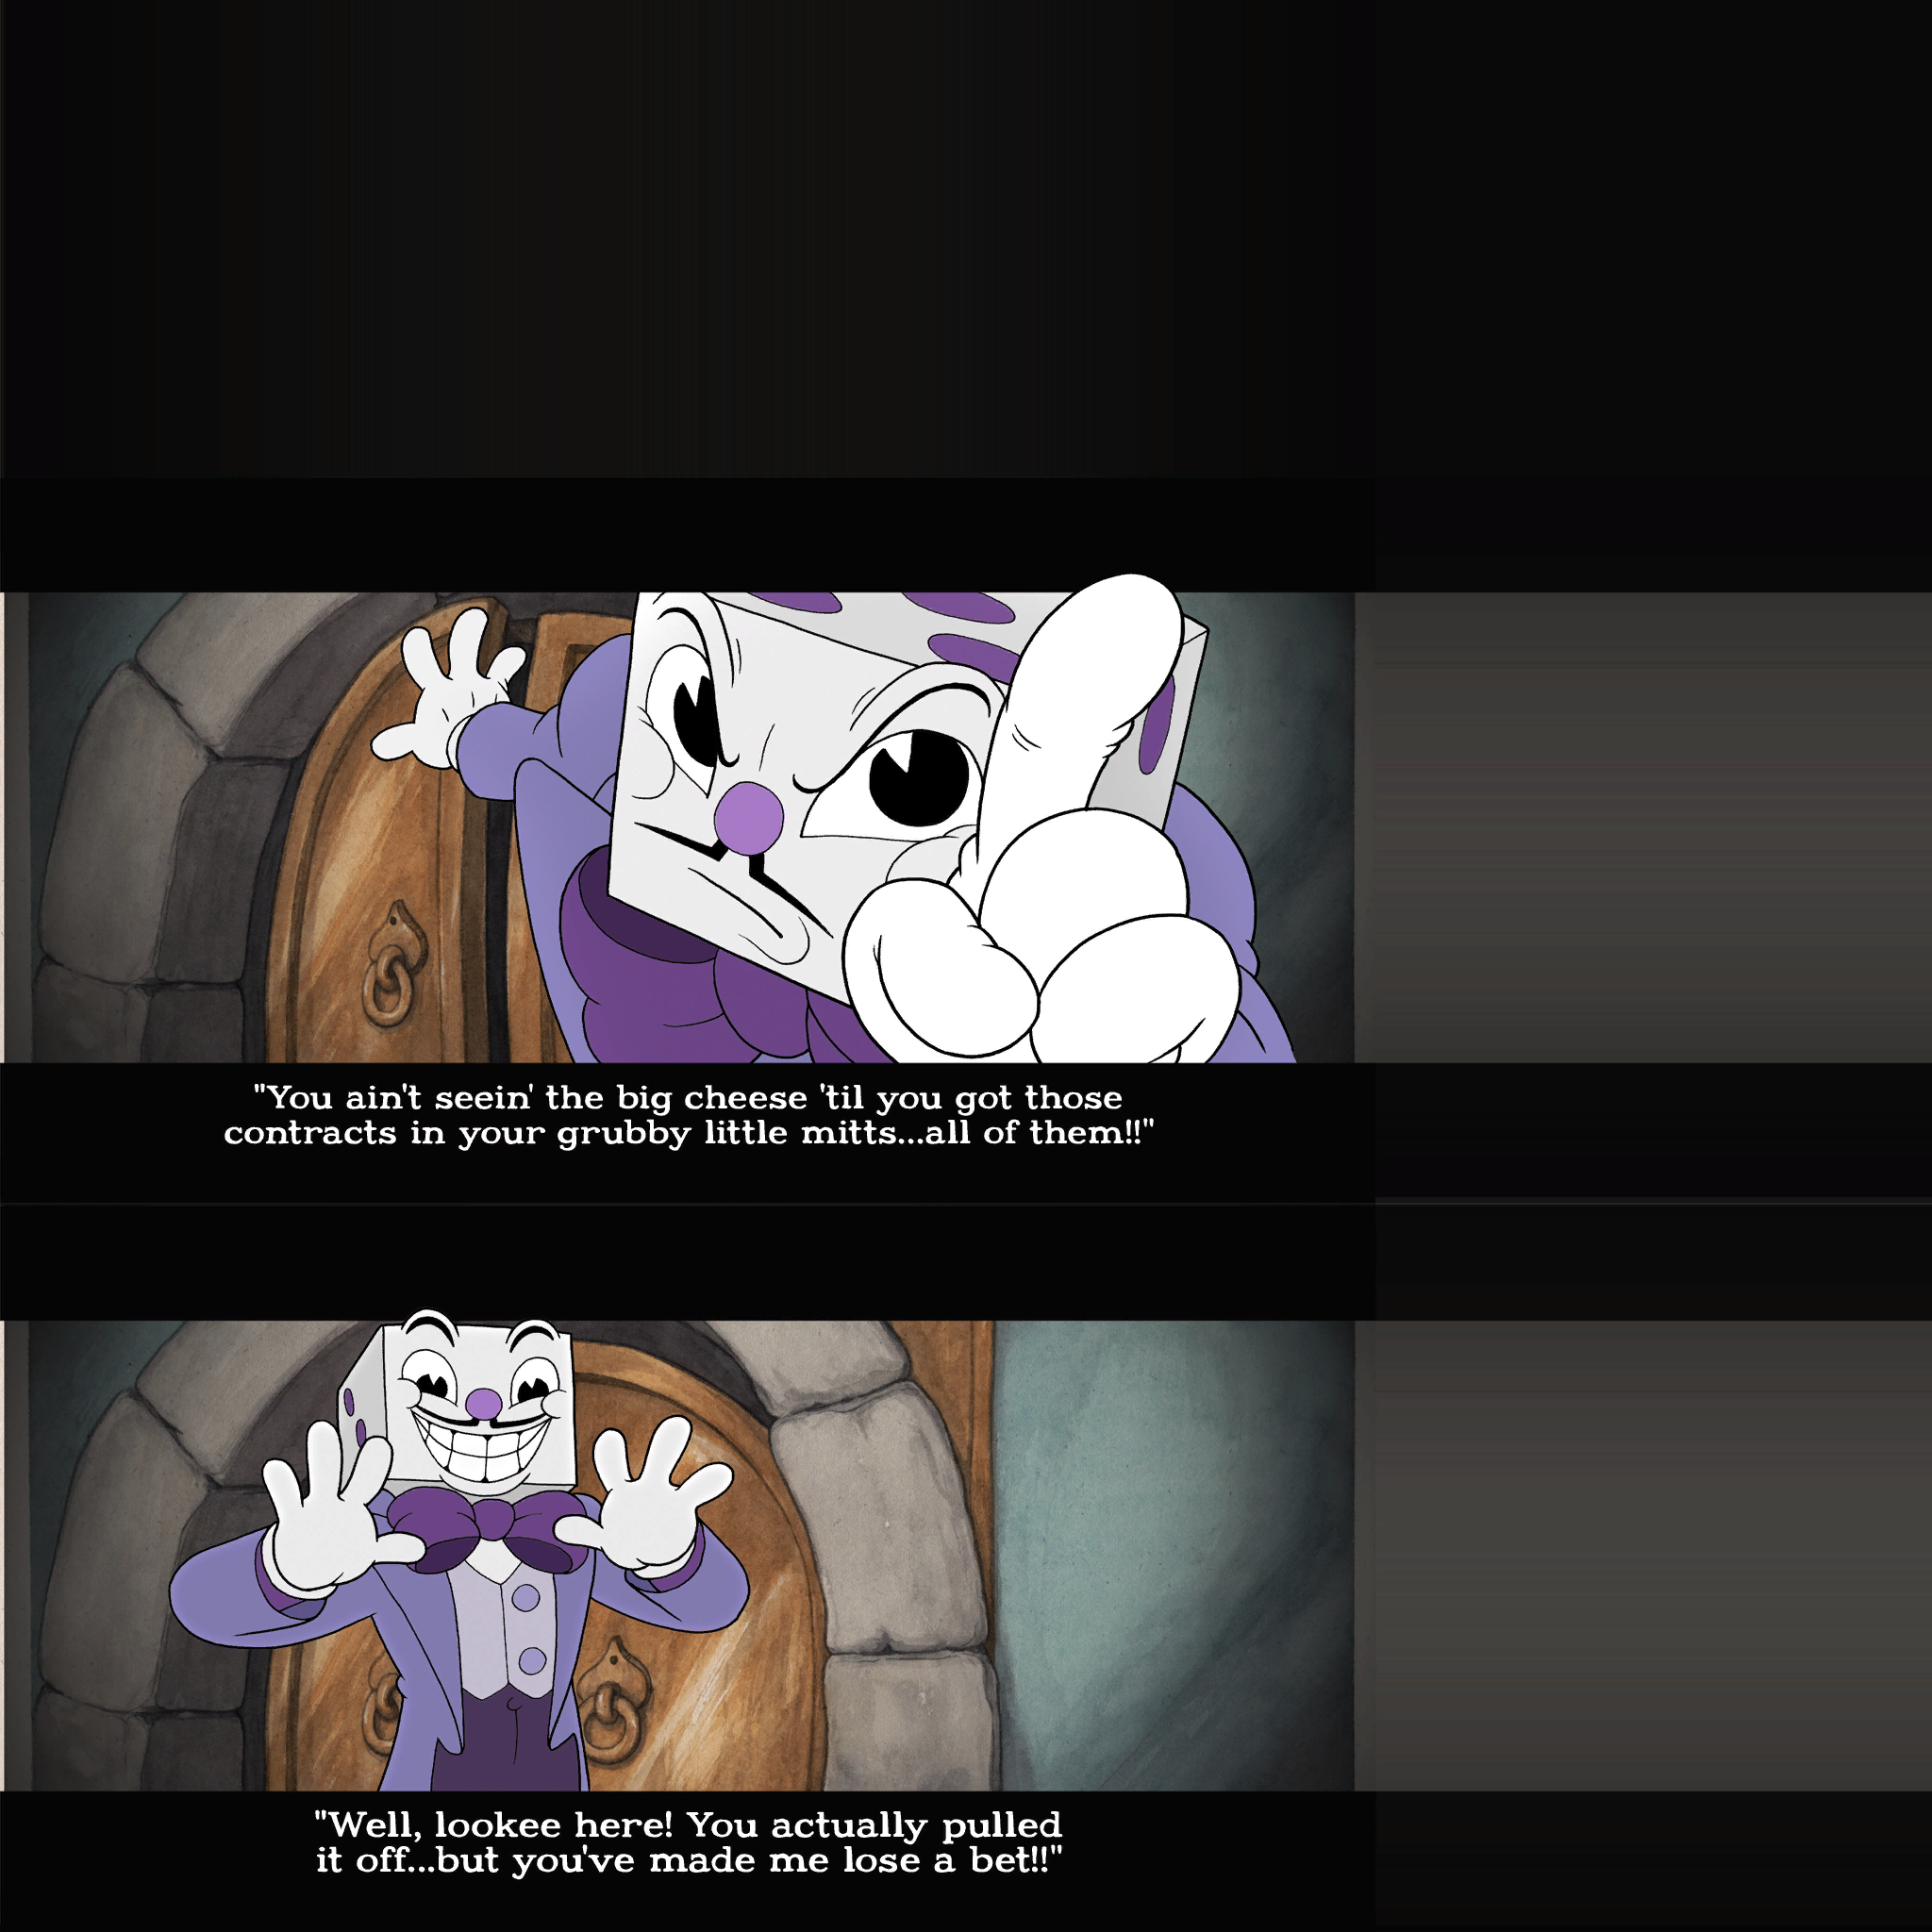 "You ain't seein' the big cheese 'til you got those
contracts in your grubby little mitts...all of them!!"
"Well, lookee here! You actually pulled
it off...but you've made me lose a bet!!"